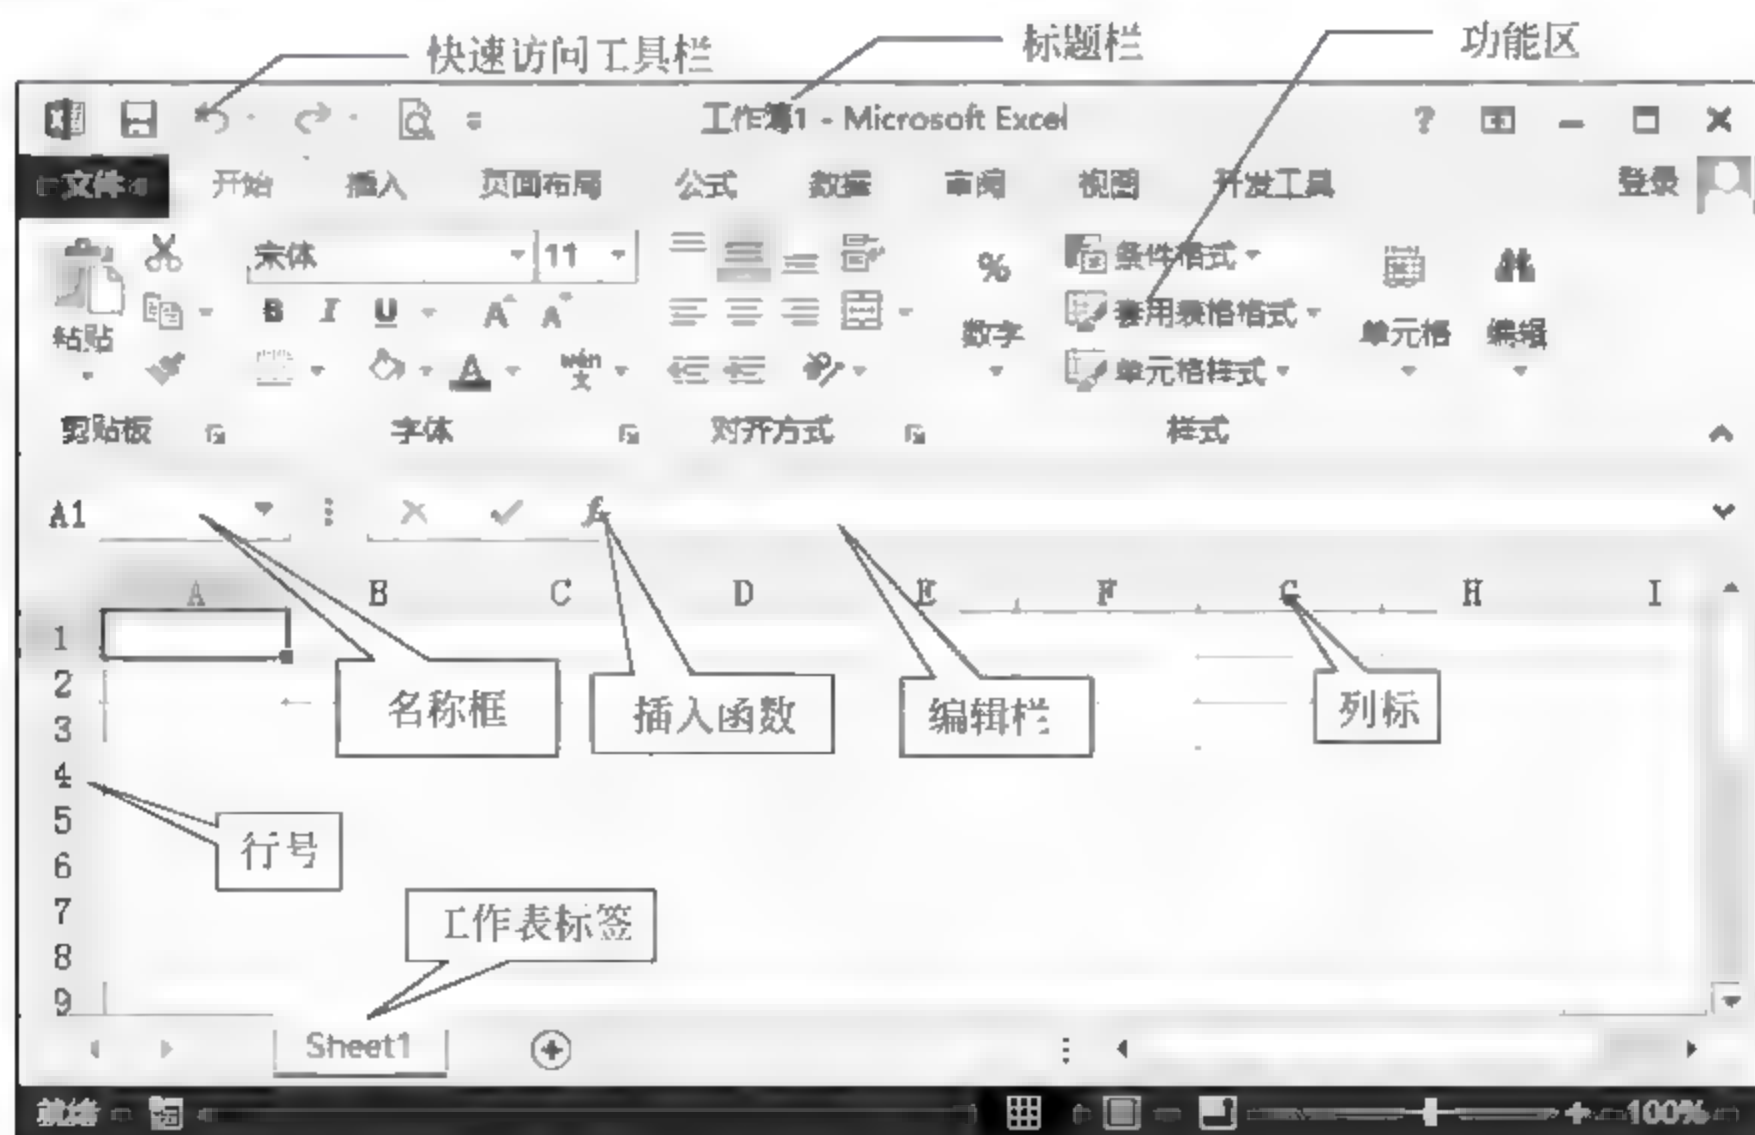 快速访问工具栏 标题栏 功能区
工作簿1 - Microsoft Excel ?
文件 开始 插入 页面布局 公式 数据 审阅 视图 开发工具 登录
宋体 11 % 条件格式
B I U A A 套用表格格式
粘贴 数字 单元格 编辑
A wén 文 单元格样式
剪贴板 字体 对齐方式 样式
A1 fx
A B C D E F G H I
1
2
3
名称框 插入函数 编辑栏 列标
4
5
行号
6
7
工作表标签
8
9
Sheet1
就绪 100%